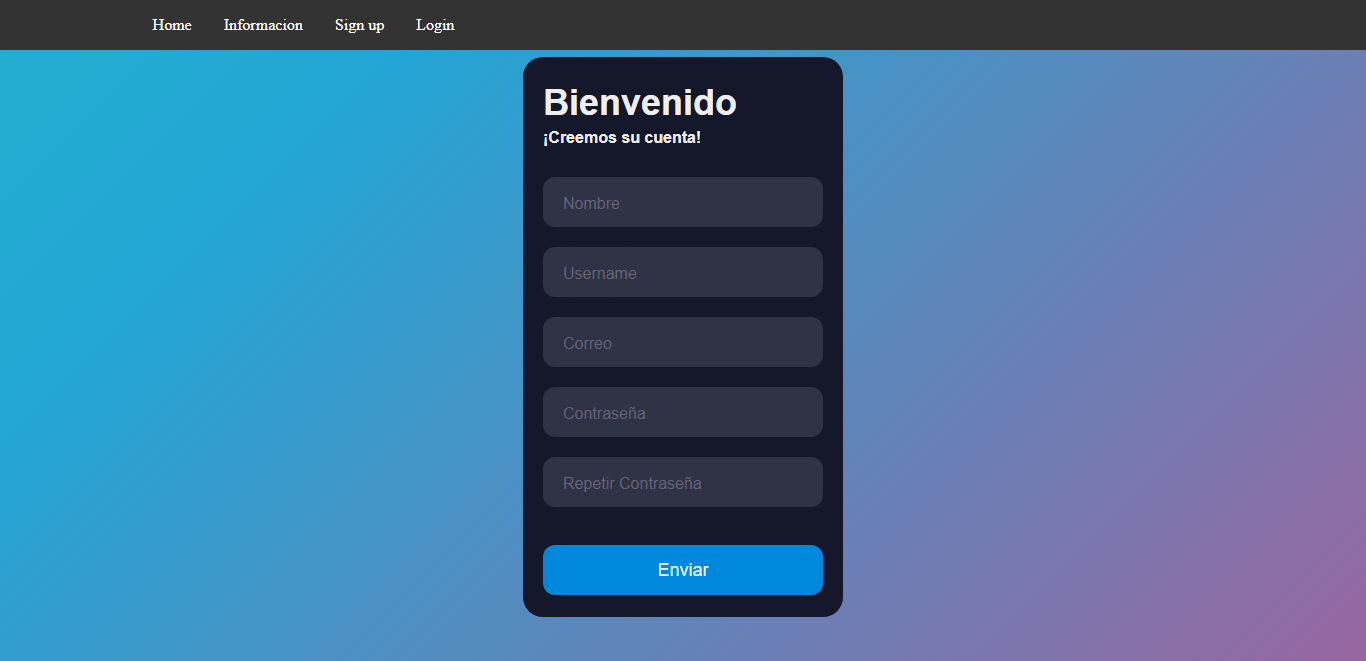 Home Informacion Sign up Login
Bienvenido
¡Creemos su cuenta!
Nombre
Username
Correo
Contraseña
Repetir Contraseña
Enviar